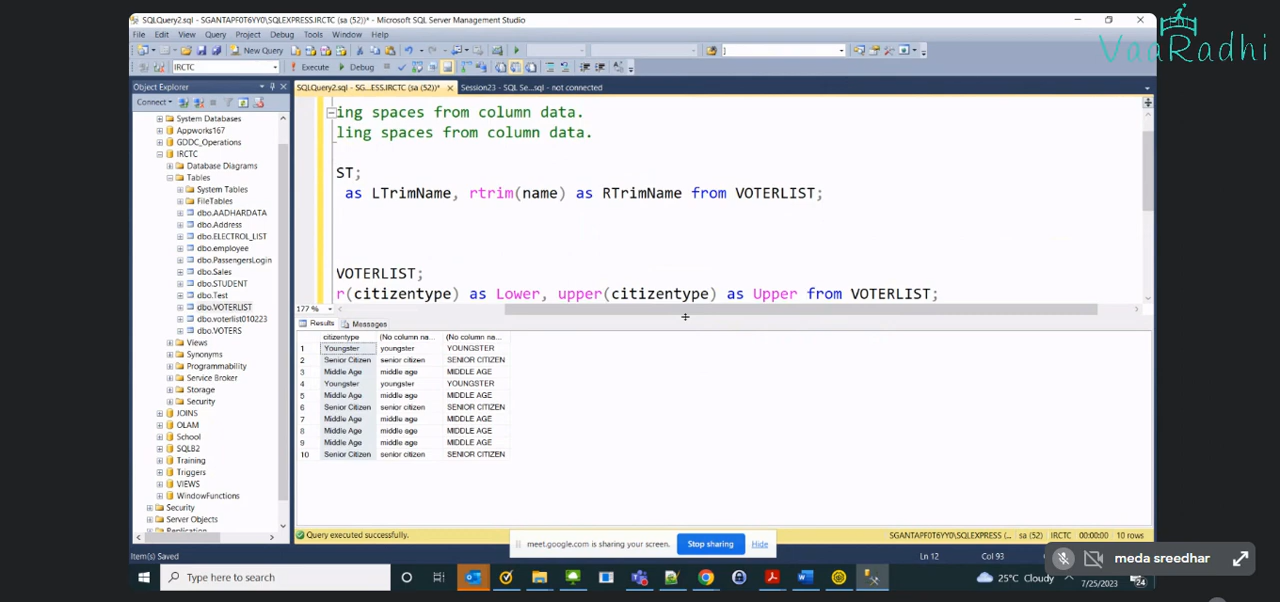 SQLQuery2.sql - SGANTAPF0T6YY0\SQLEXPRESS.IRCTC (sa (52))* - Microsoft SQL Server Management Studio
VaaRadhi
File Edit View Query Project Debug Tools Window Help
New Query
IRCTC Execute Debug
Object Explorer
SQLQuery2.sql - SG...ESS.IRCTC (sa (52))* Session23 - SQL Se...sql - not connected
Connect
System Databases
Appworks167
GDDC_Operations
IRCTC
Database Diagrams
Tables
System Tables
FileTables
dbo.AADHARDATA
dbo.Address
dbo.ELECTROL_LIST
dbo.employee
dbo.PassengersLogin
dbo.Sales
dbo.STUDENT
dbo.Test
dbo.VOTERLIST
dbo.voterlist010223
dbo.VOTERS
Views
Synonyms
Programmability
Service Broker
Storage
Security
JOINS
OLAM
School
SQLB2
Training
Triggers
VIEWS
WindowFunctions
Security
Server Objects
Replication
ing spaces from column data.
ling spaces from column data.
ST;
as LTrimName, rtrim(name) as RTrimName from VOTERLIST;
VOTERLIST;
r(citizentype) as Lower, upper(citizentype) as Upper from VOTERLIST;
177 %
Results Messages
citizentype (No column na... (No column na...
1 Youngster youngster YOUNGSTER
2 Senior Citizen senior citizen SENIOR CITIZEN
3 Middle Age middle age MIDDLE AGE
4 Youngster youngster YOUNGSTER
5 Middle Age middle age MIDDLE AGE
6 Senior Citizen senior citizen SENIOR CITIZEN
7 Middle Age middle age MIDDLE AGE
8 Middle Age middle age MIDDLE AGE
9 Middle Age middle age MIDDLE AGE
10 Senior Citizen senior citizen SENIOR CITIZEN
Query executed successfully. SGANTAPF0T6YY0\SQLEXPRESS (... sa (52) IRCTC 00:00:00 10 rows
meet.google.com is sharing your screen. Stop sharing Hide
Item(s) Saved Ln 12 Col 93
meda sreedhar
Type here to search
25°C Cloudy
7/25/2023
24